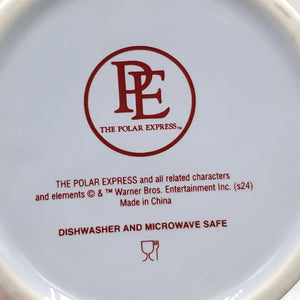 PE
THE POLAR EXPRESS™
THE POLAR EXPRESS and all related characters
and elements © & ™ Warner Bros. Entertainment Inc. (s24)
Made in China
DISHWASHER AND MICROWAVE SAFE